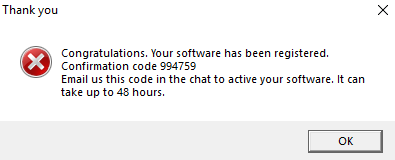 Thank you
Congratulations. Your software has been registered.
Confirmation code 994759
Email us this code in the chat to active your software. It can
take up to 48 hours.
OK